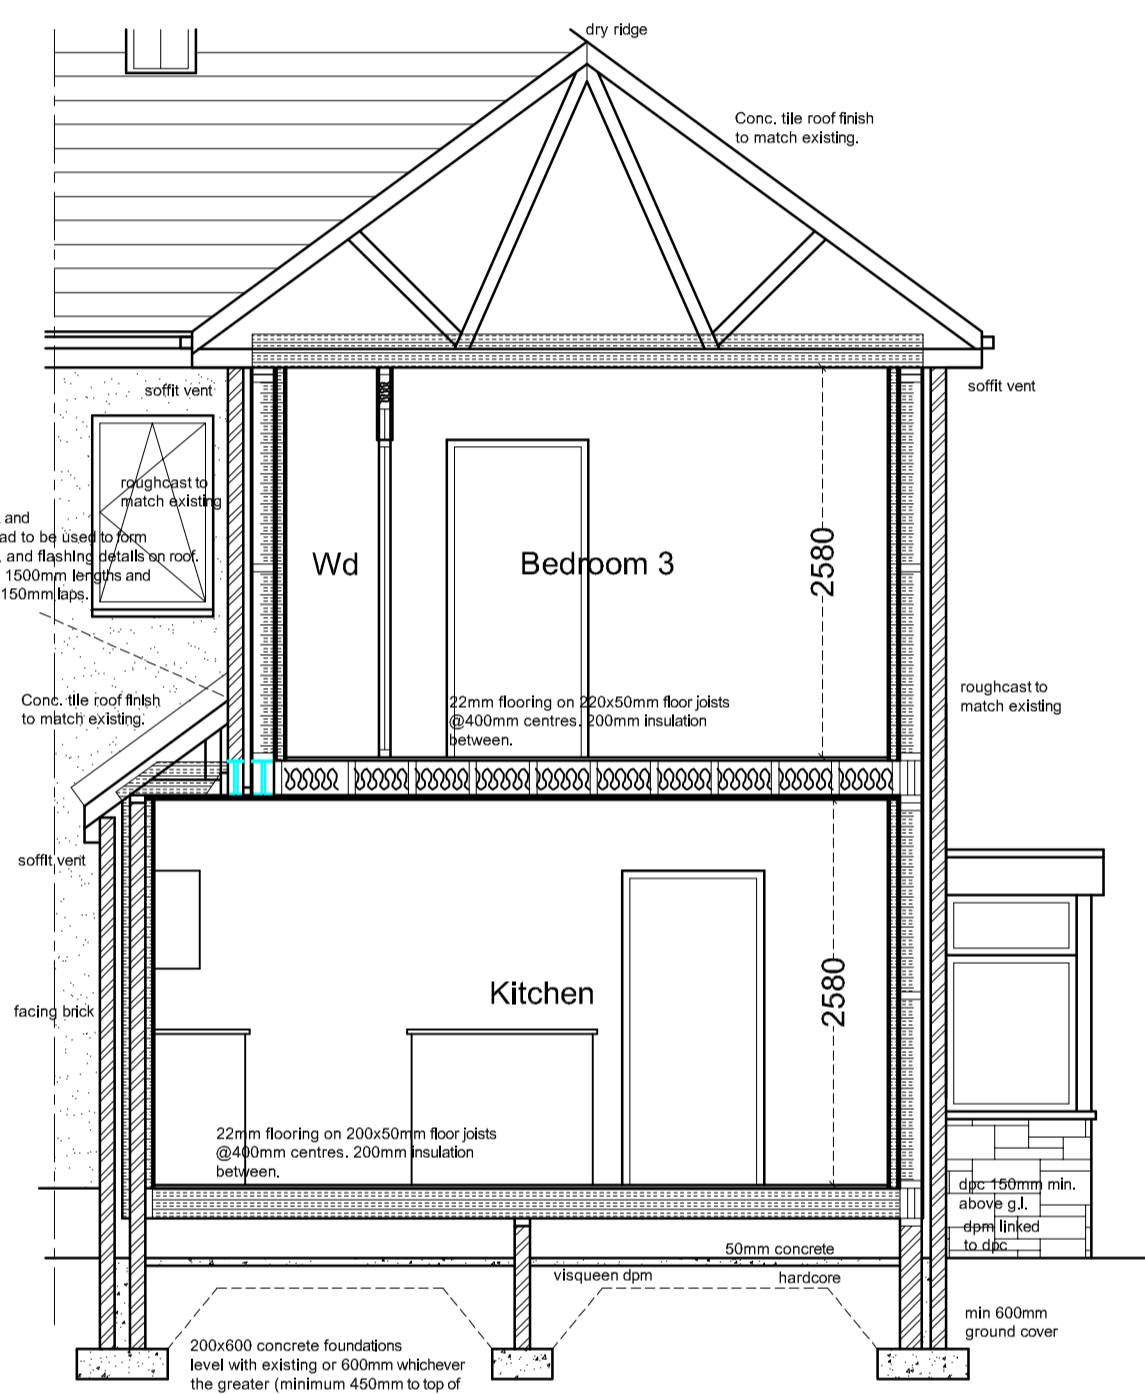 dry ridge
Conc. tile roof finish
to match existing.
soffit vent
soffit vent
roughcast to
match existing
and
ad to be used to form
and flashing details on roof.
1500mm lengths and
150mm laps.
Wd
Bedroom 3
2580
Conc. tile roof finish
to match existing.
22mm flooring on 220x50mm floor joists
@400mm centres. 200mm insulation
between.
roughcast to
match existing
soffit vent
facing brick
Kitchen
2580
22mm flooring on 200x50mm floor joists
@400mm centres. 200mm insulation
between.
dpc 150mm min.
above g.l.
dpm linked
to dpc
50mm concrete
visqueen dpm
hardcore
min 600mm
ground cover
200x600 concrete foundations
level with existing or 600mm whichever
the greater (minimum 450mm to top of